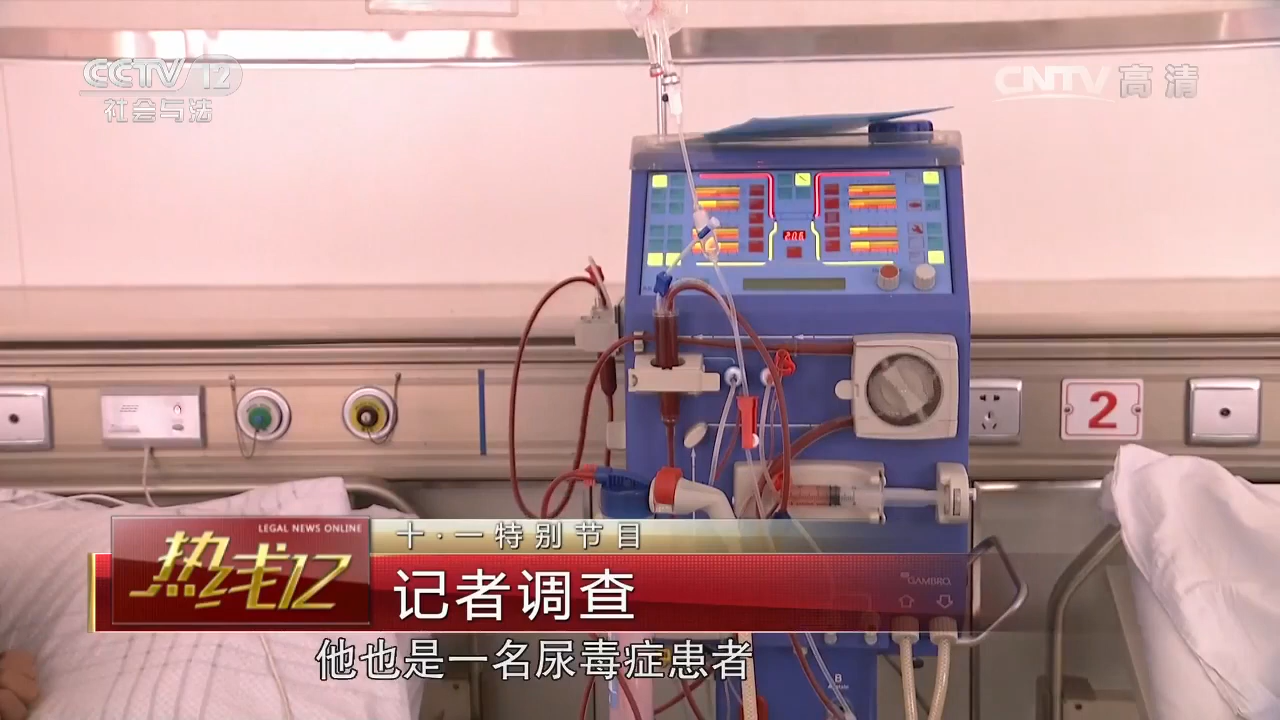 CCTV 12
社会与法
CNTV 高清
206
2
GAMBRO
B
LEGAL NEWS ONLINE
热线12
十·一特别节目
记者调查
他也是一名尿毒症患者